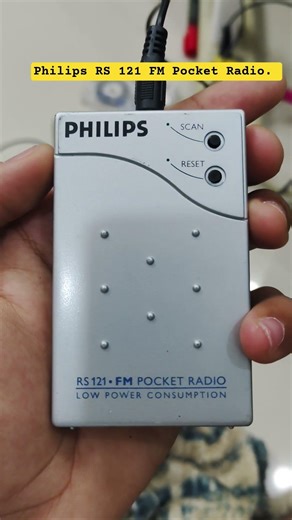 Philips RS 121 FM Pocket Radio.
PHILIPS
SCAN
RESET
RS 121 • FM POCKET RADIO
LOW POWER CONSUMPTION